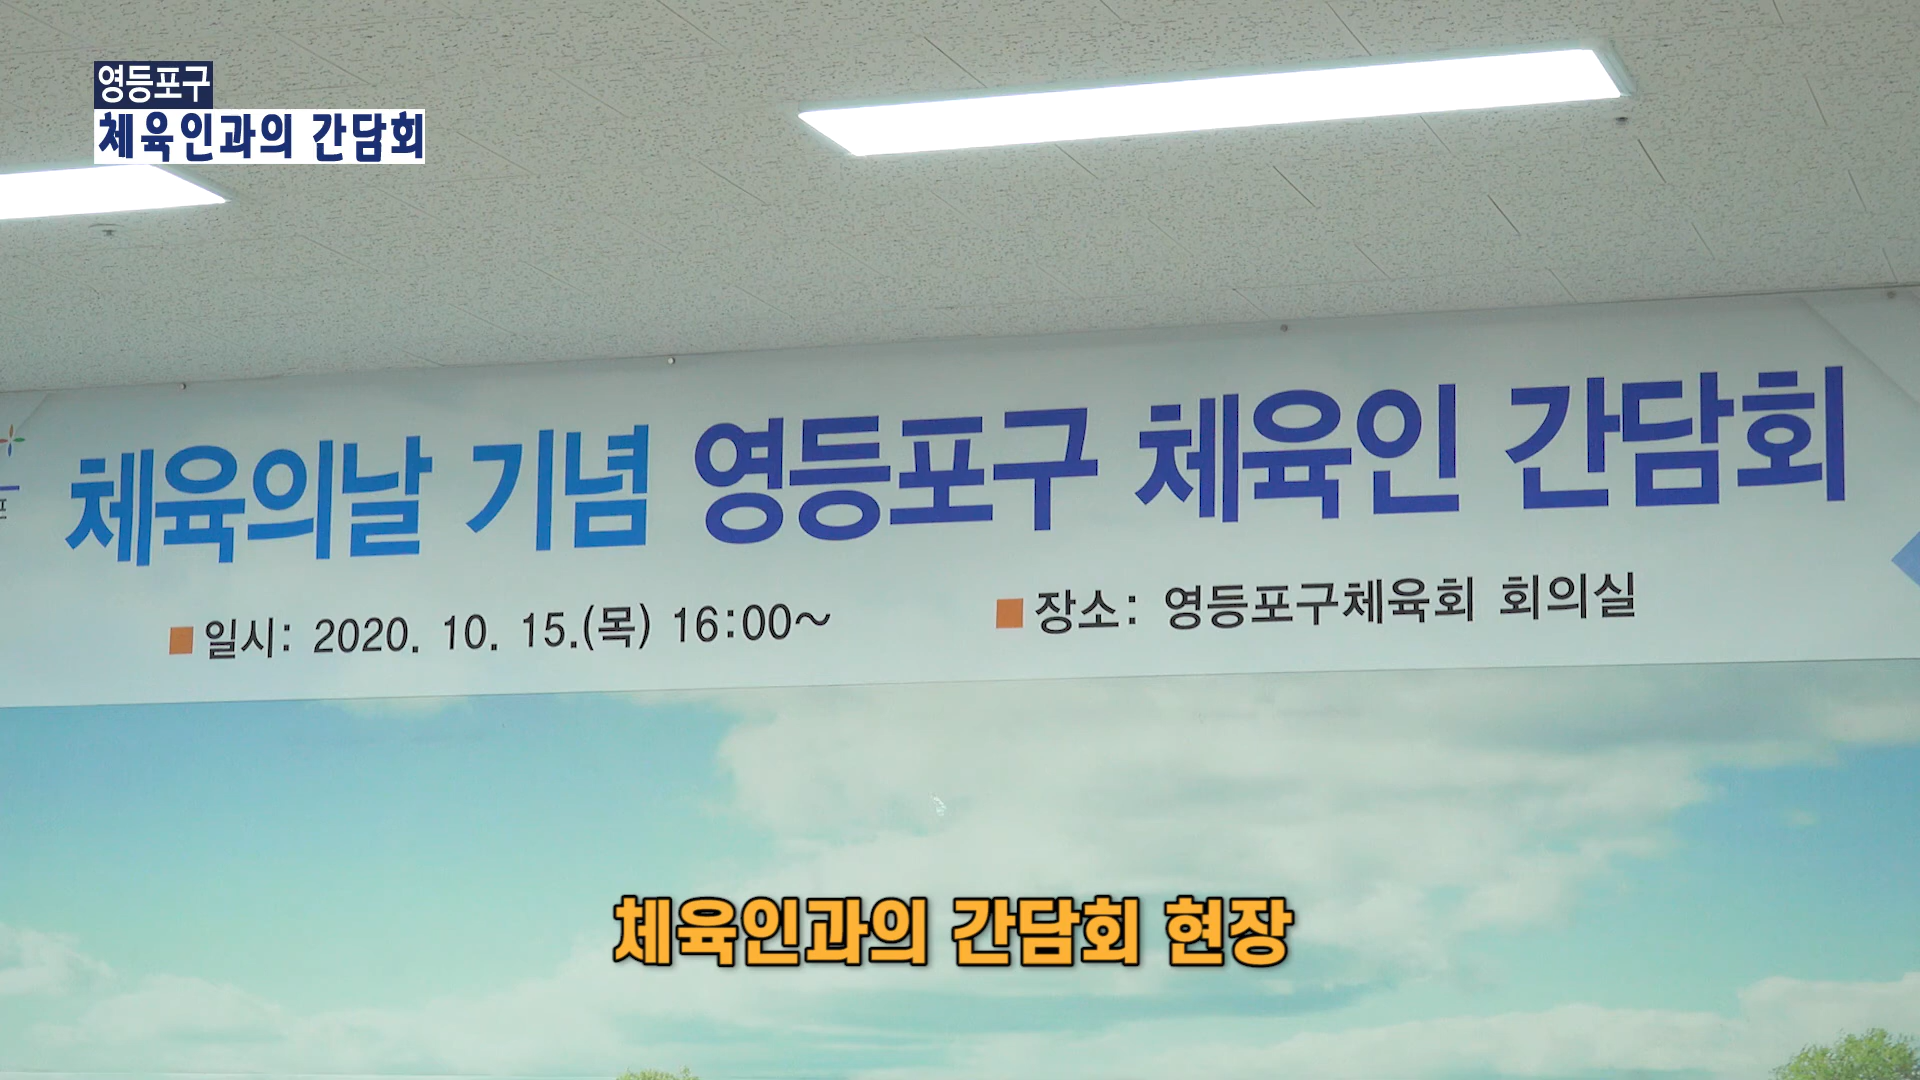 영등포구
체육인과의 간담회
체육의날 기념 영등포구 체육인 간담회
■일시: 2020. 10. 15.(목) 16:00~ ■장소: 영등포구체육회 회의실
체육인과의 간담회 현장